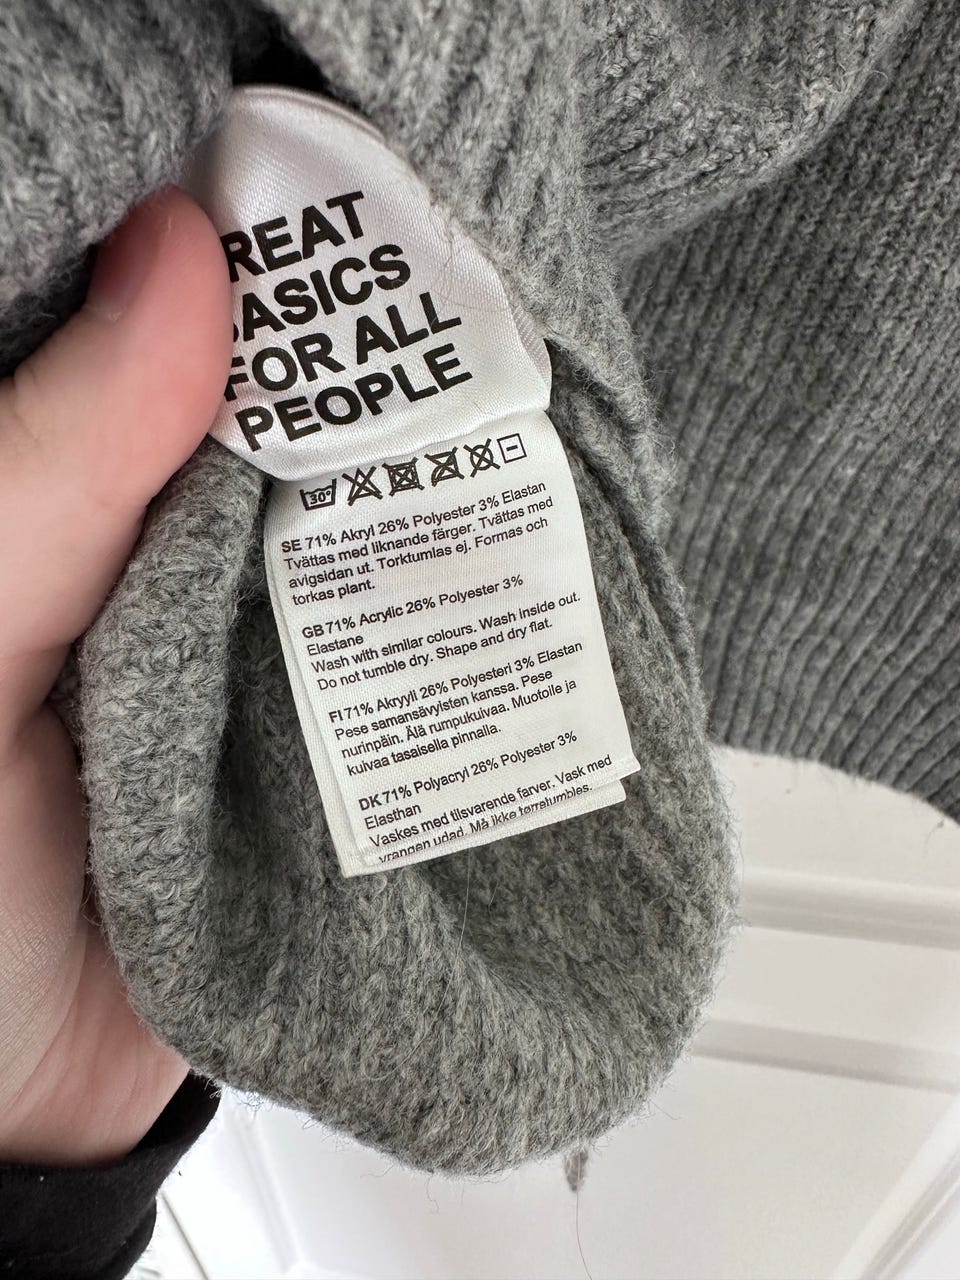 REAT
BASICS
FOR ALL
PEOPLE
30°
SE 71% Akryl 26% Polyester 3% Elastan
Tvättas med liknande färger. Tvättas med
avigsidan ut. Torktumlas ej. Formas och
torkas plant.
GB 71% Acrylic 26% Polyester 3%
Elastane
Wash with similar colours. Wash inside out.
Do not tumble dry. Shape and dry flat.
FI 71% Akryyli 26% Polyesteri 3% Elastan
Pese samansävyisten kanssa. Pese
nurinpäin. Älä rumpukuivaa. Muotoile ja
kuivaa tasaisella pinnalla.
DK 71% Polyacryl 26% Polyester 3%
Elasthan
Vaskes med tilsvarende farver. Vask med
vrangen udad. Må ikke tørretumbles.